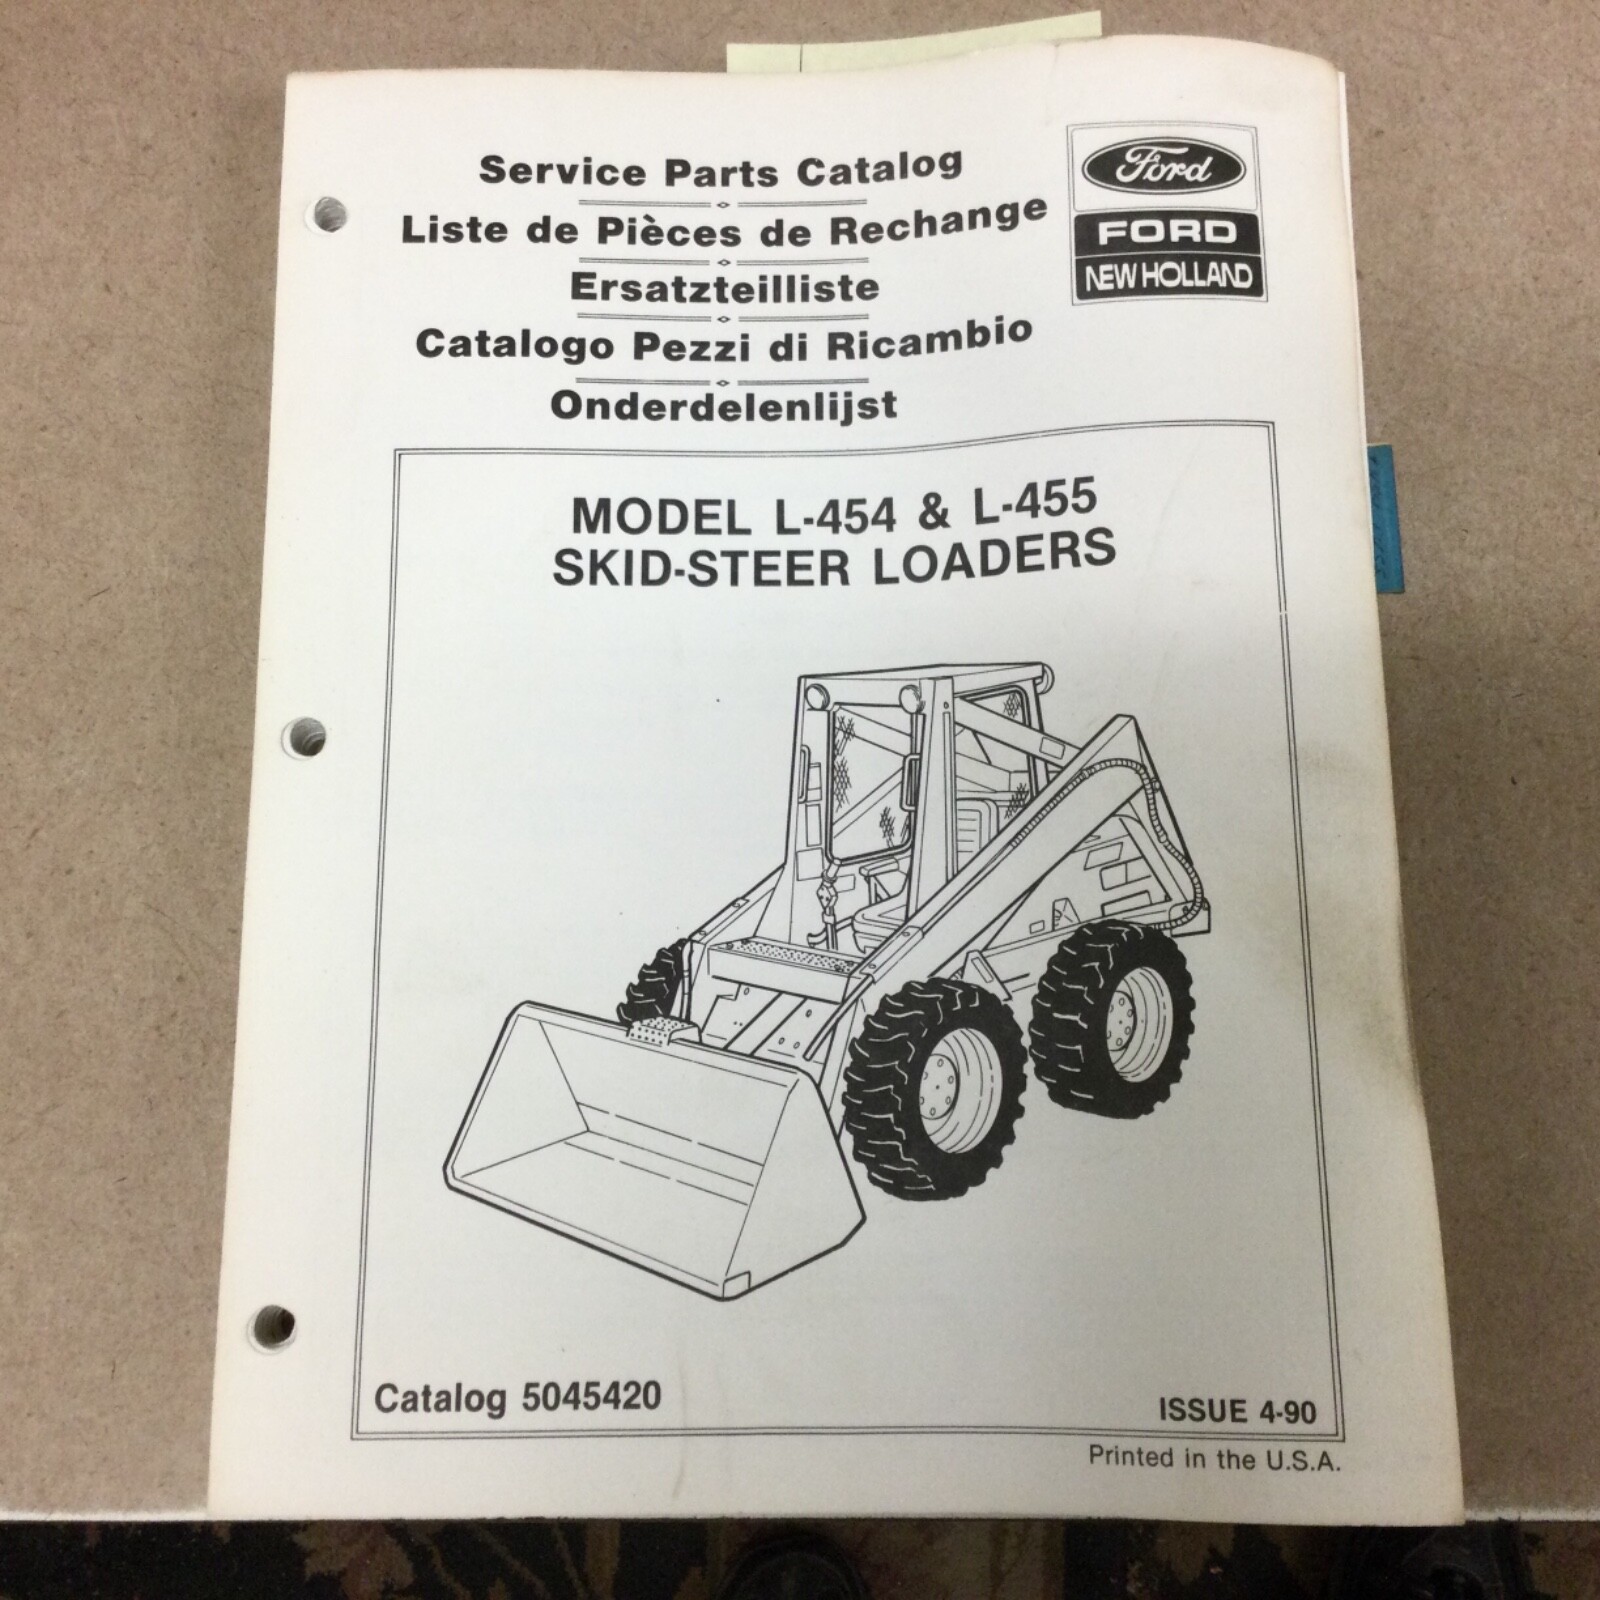 Service Parts Catalog
Liste de Pièces de Rechange
Ersatzteilliste
Catalogo Pezzi di Ricambio
Onderdelenlijst
Ford
FORD
NEW HOLLAND
MODEL L-454 & L-455
SKID-STEER LOADERS
Catalog 5045420
ISSUE 4-90
Printed in the U.S.A.